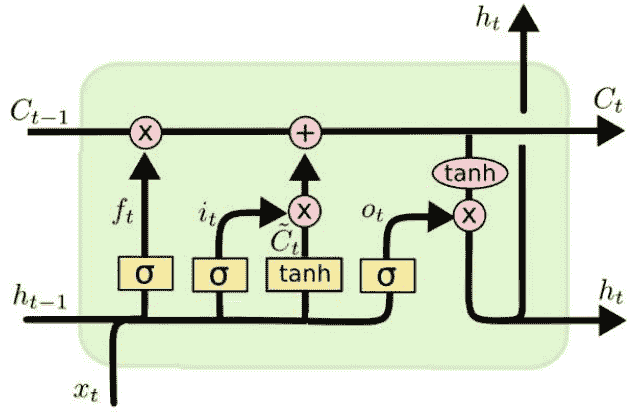 h_t
C_{t-1} × + C_t
tanh
f_t i_t × o_t ×
C̃_t
σ σ tanh σ
h_{t-1} h_t
x_t